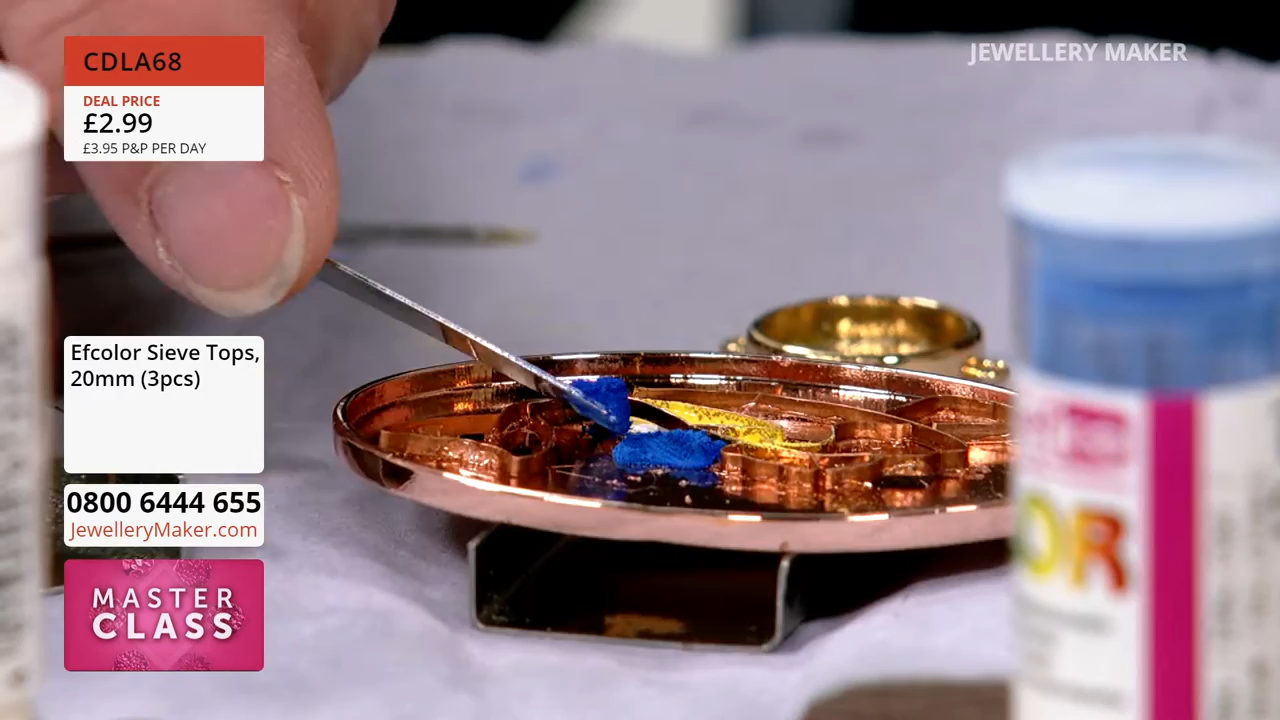 CDLA68
DEAL PRICE
£2.99
£3.95 P&P PER DAY
JEWELLERY MAKER
Efcolor Sieve Tops,
20mm (3pcs)
0800 6444 655
JewelleryMaker.com
MASTER
CLASS
OR